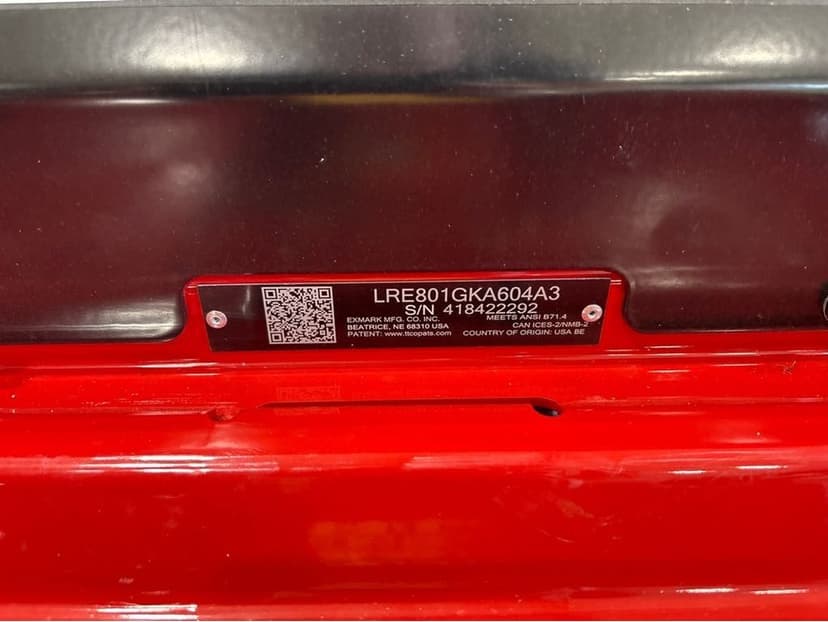 LRE801GKA604A3
S/N 418422292
EXMARK MFG. CO. INC. MEETS ANSI B71.4
BEATRICE, NE 68310 USA CAN ICES-2/NMB-2
PATENT: www.ttcopats.com COUNTRY OF ORIGIN: USA BE